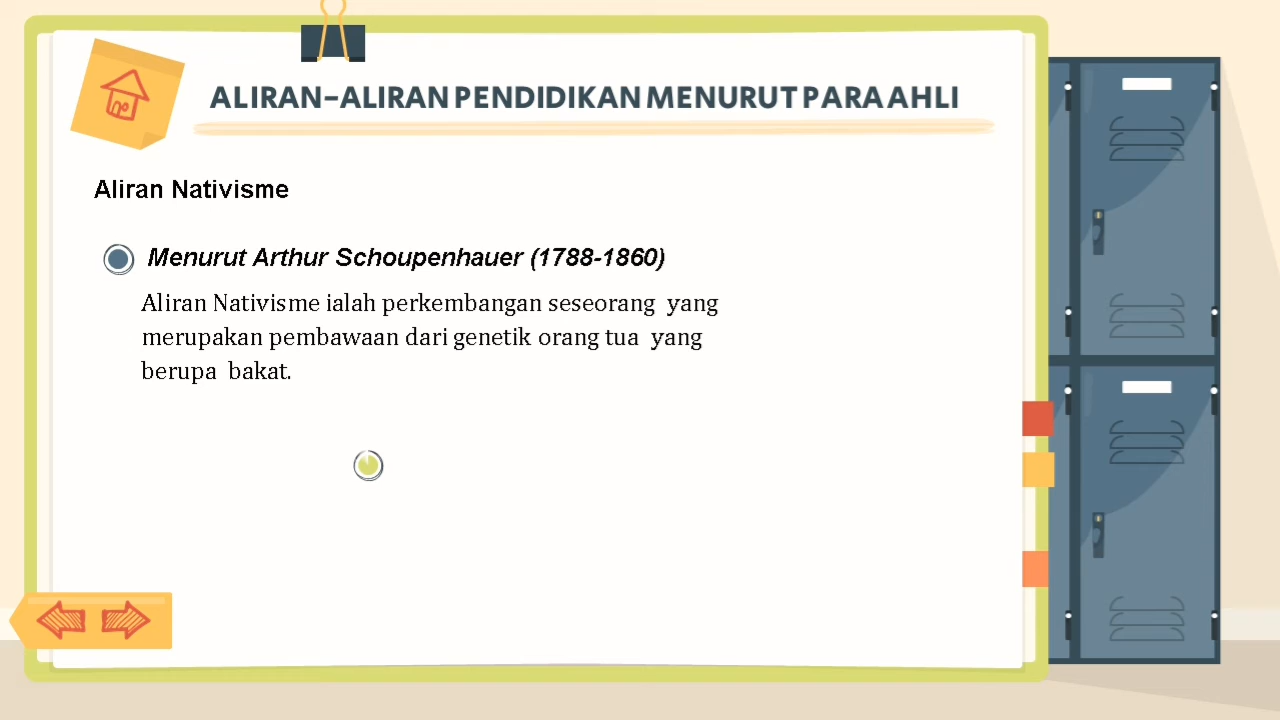 ALIRAN-ALIRAN PENDIDIKAN MENURUT PARA AHLI
Aliran Nativisme
Menurut Arthur Schoupenhauer (1788-1860)
Aliran Nativisme ialah perkembangan seseorang yang
merupakan pembawaan dari genetik orang tua yang
berupa bakat.